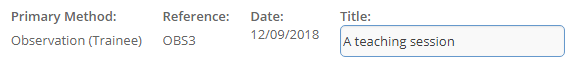 Primary Method: Reference: Date: Title:
Observation (Trainee) OBS3 12/09/2018 A teaching session